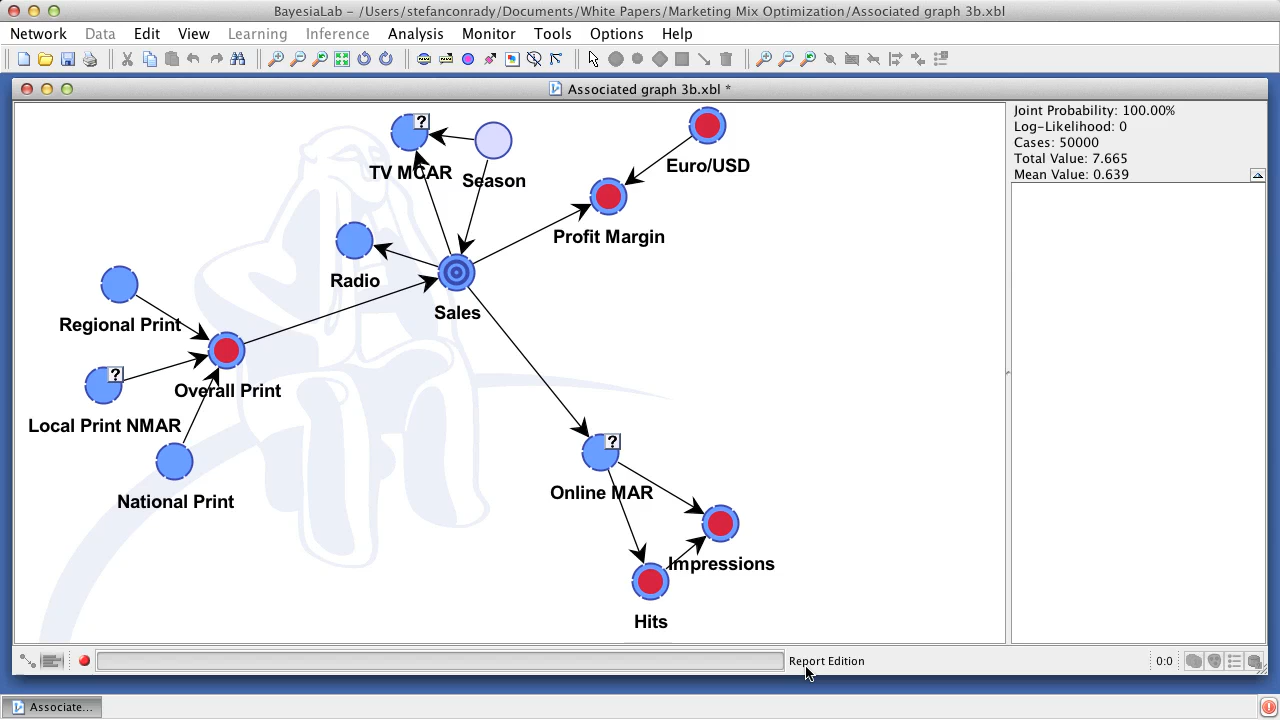 BayesiaLab – /Users/stefanconrady/Documents/White Papers/Marketing Mix Optimization/Associated graph 3b.xbl
Network Data Edit View Learning Inference Analysis Monitor Tools Options Help
Associated graph 3b.xbl *
Joint Probability: 100.00%
Log-Likelihood: 0
Cases: 50000
Total Value: 7.665
Mean Value: 0.639
?
TV MCAR
Season
Euro/USD
Profit Margin
Radio
Sales
Regional Print
Overall Print
?
Local Print NMAR
National Print
?
Online MAR
Impressions
Hits
Report Edition
0:0
Associate...